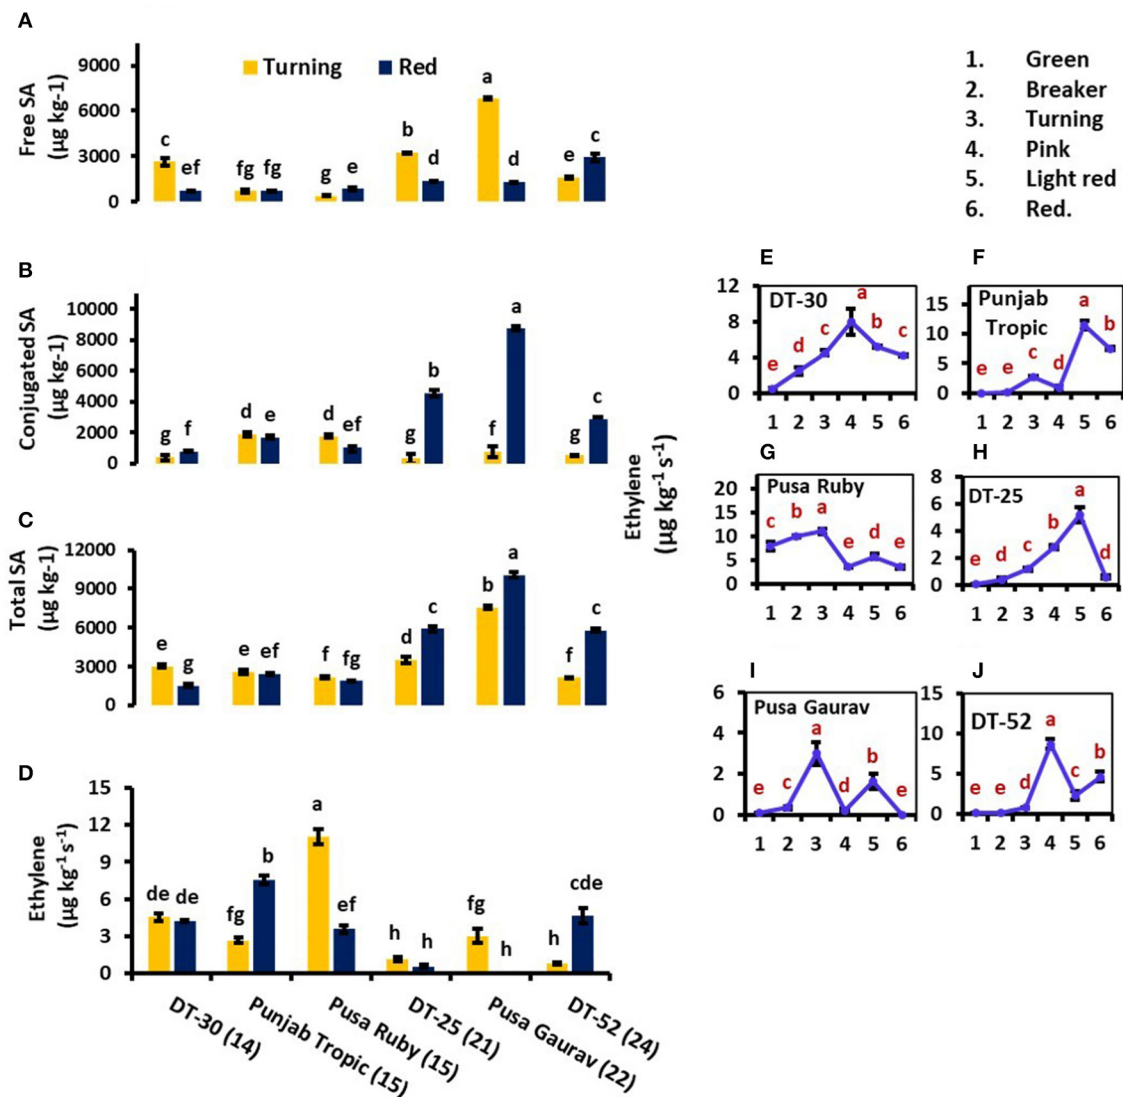 A
Free SA
(µg kg-1)
9000
6000
3000
0
Turning
Red
c
ef
fg
fg
g
e
b
d
a
d
e
c
1. Green
2. Breaker
3. Turning
4. Pink
5. Light red
6. Red.
B
Conjugated SA
(µg kg-1)
10000
8000
6000
4000
2000
0
g
f
d
e
d
ef
g
b
f
a
g
c
C
Total SA
(µg kg-1)
12000
9000
6000
3000
0
e
g
e
ef
f
fg
d
c
b
a
f
c
D
Ethylene
(µg kg-1 s-1)
15
12
9
6
3
0
de
de
fg
b
a
ef
h
h
fg
h
h
cde
DT-30 (14)
Punjab Tropic (15)
Pusa Ruby (15)
DT-25 (21)
Pusa Gaurav (22)
DT-52 (24)
Ethylene
(µg kg-1 s-1)
E
DT-30
12
8
4
0
e
d
c
a
b
c
1 2 3 4 5 6
F
Punjab
Tropic
15
10
5
0
e
e
c
d
a
b
1 2 3 4 5 6
G
Pusa Ruby
20
15
10
5
0
c
b
a
e
d
e
1 2 3 4 5 6
H
DT-25
8
6
4
2
0
e
d
c
b
a
d
1 2 3 4 5 6
I
Pusa Gaurav
6
4
2
0
e
c
a
d
b
e
1 2 3 4 5 6
J
DT-52
15
10
5
0
e
e
d
a
c
b
1 2 3 4 5 6